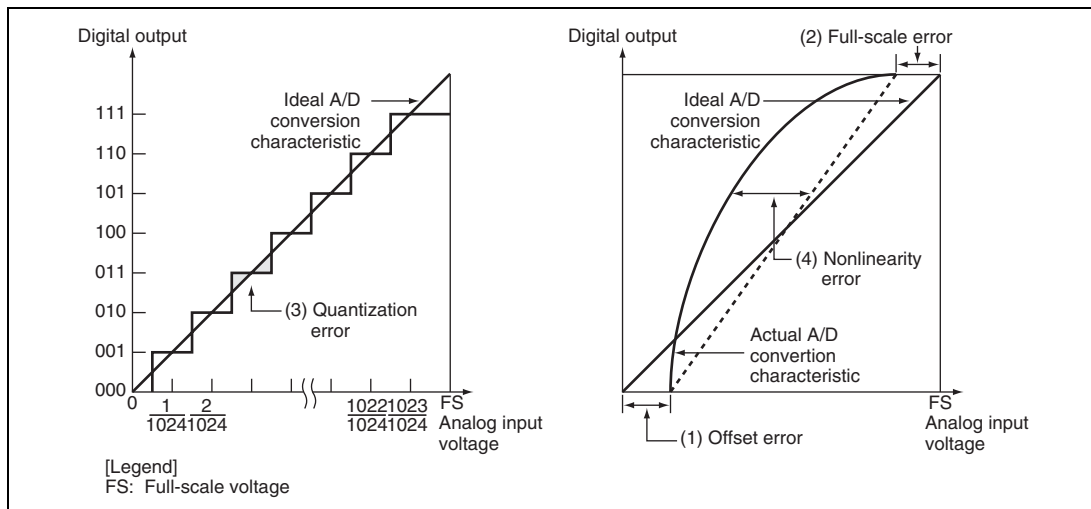 Digital output
Ideal A/D
conversion
characteristic
111
110
101
100
011
010
001
000
(3) Quantization
error
0
1
1024
2
1024
1022
1024
1023
1024
FS
Analog input
voltage
[Legend]
FS: Full-scale voltage
Digital output
(2) Full-scale error
Ideal A/D
conversion
characteristic
(4) Nonlinearity
error
Actual A/D
convertion
characteristic
FS
Analog input
voltage
(1) Offset error